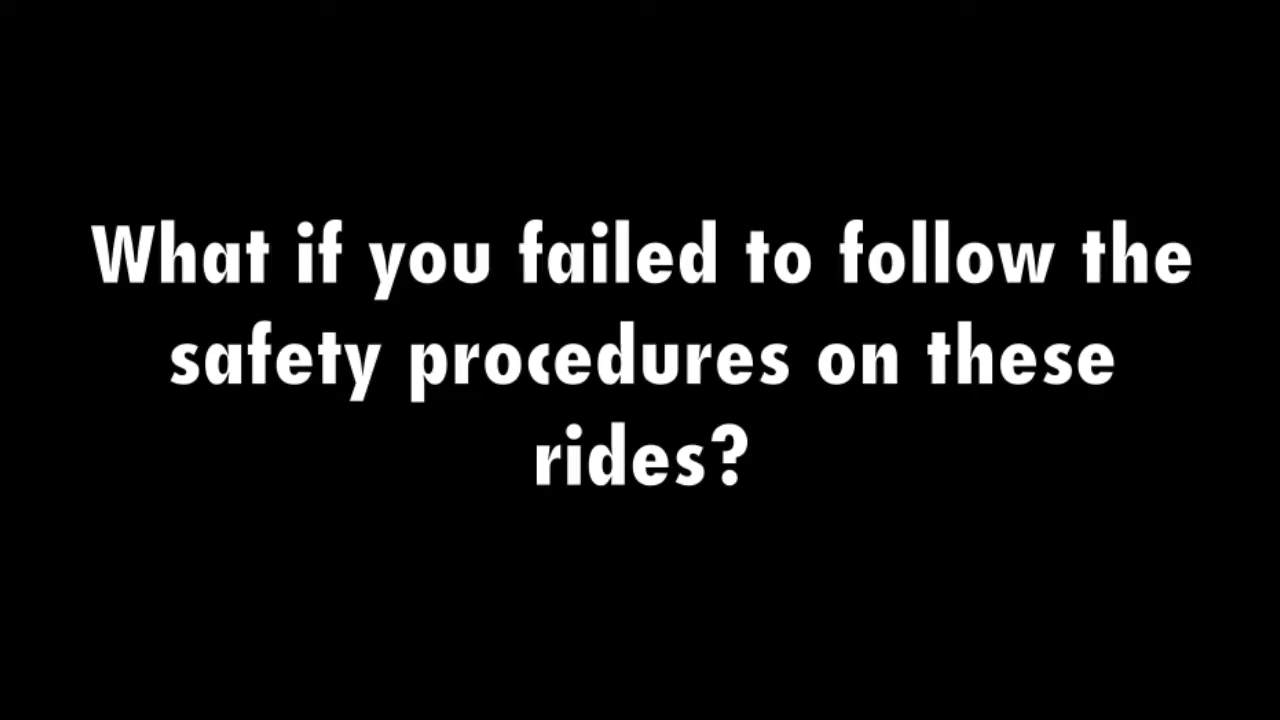 What if you failed to follow the
safety procedures on these
rides?